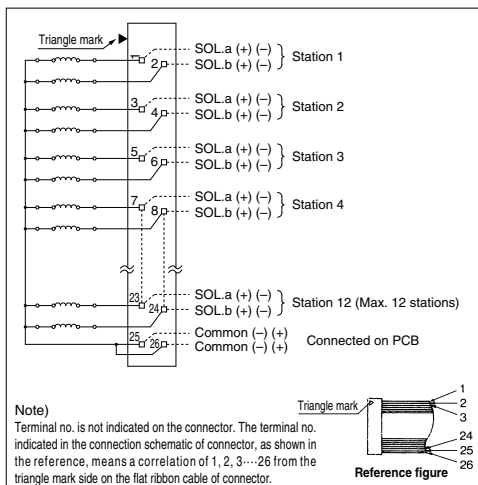 Triangle mark
1 SOL.a (+) (–)
2 SOL.b (+) (–)
Station 1
3 SOL.a (+) (–)
4 SOL.b (+) (–)
Station 2
5 SOL.a (+) (–)
6 SOL.b (+) (–)
Station 3
7 SOL.a (+) (–)
8 SOL.b (+) (–)
Station 4
23 SOL.a (+) (–)
24 SOL.b (+) (–)
Station 12 (Max. 12 stations)
25 Common (–) (+)
26 Common (–) (+)
Connected on PCB
Note)
Terminal no. is not indicated on the connector. The terminal no.
indicated in the connection schematic of connector, as shown in
the reference, means a correlation of 1, 2, 3····26 from the
triangle mark side on the flat ribbon cable of connector.
Triangle mark
1
2
3
24
25
26
Reference figure